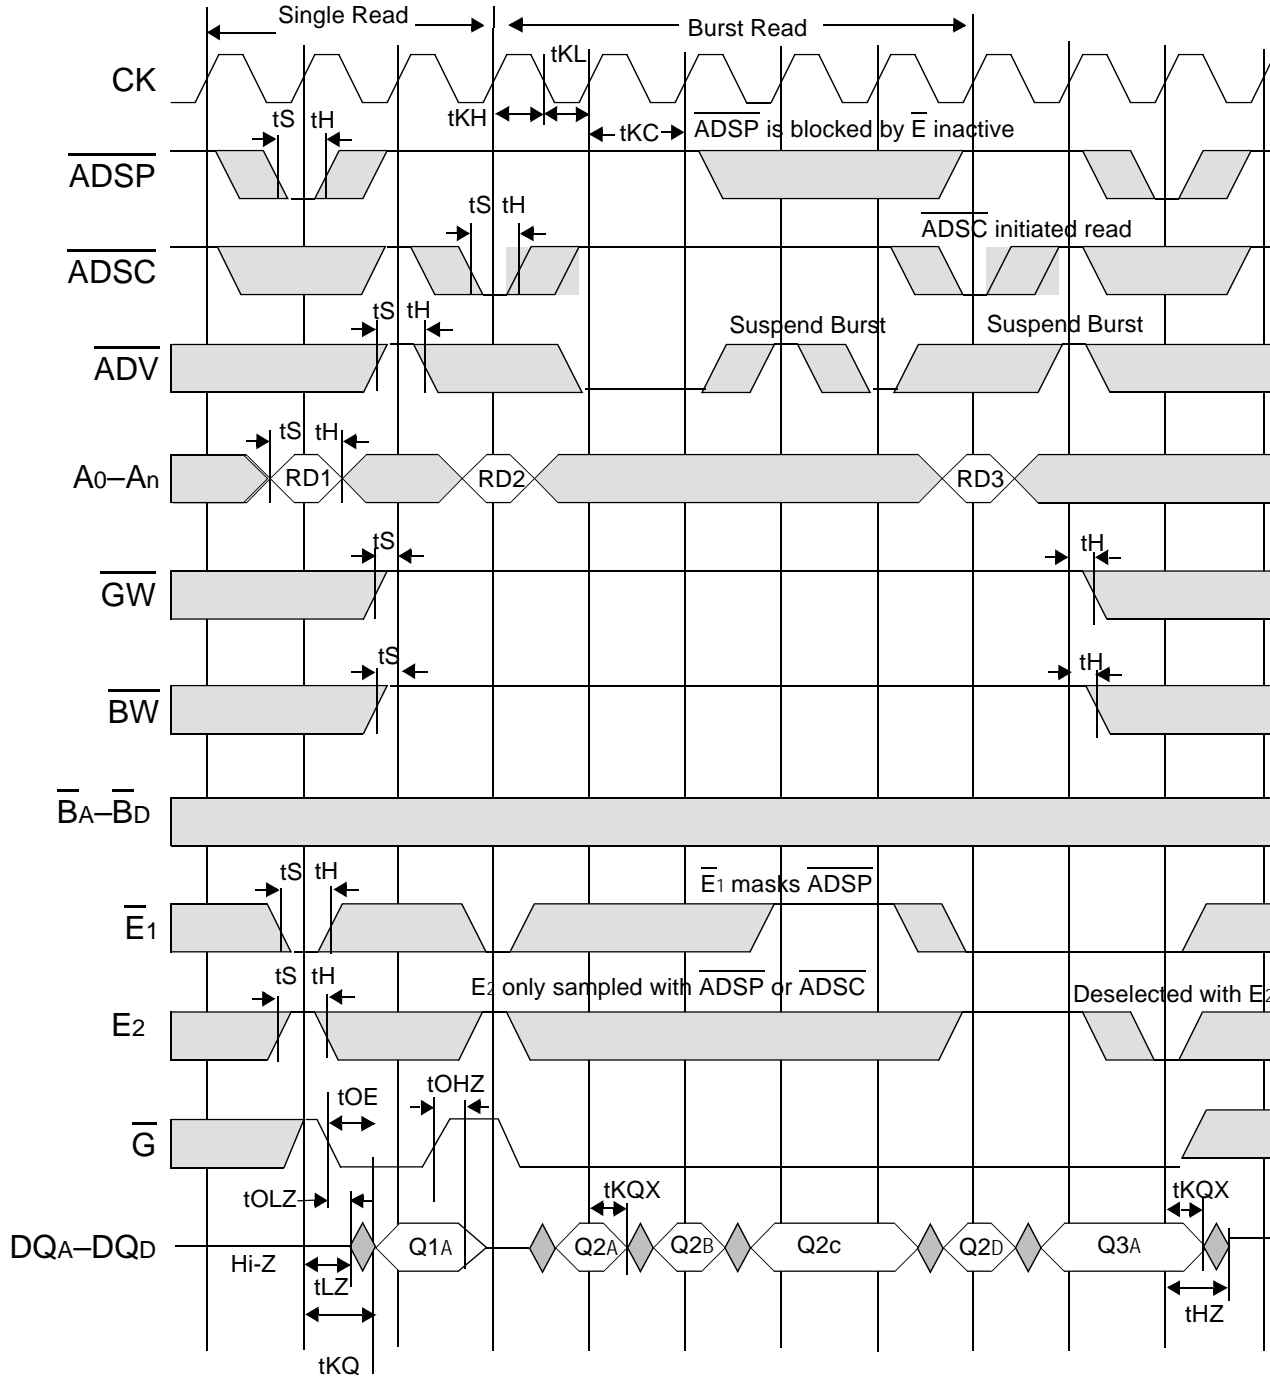 Single Read
Burst Read
CK
tKL
tKH
tKC
tS tH
ADSP is blocked by E inactive
ADSP
tS tH
ADSC initiated read
ADSC
tS tH
Suspend Burst
Suspend Burst
ADV
tS tH
A0–An
RD1
RD2
RD3
tS
tH
GW
tS
tH
BW
BA–BD
tS tH
E1 masks ADSP
E1
tS tH
E2 only sampled with ADSP or ADSC
Deselected with E2
E2
tOE
tOHZ
G
tOLZ
tKQX
tKQX
DQA–DQD
Hi-Z
Q1A
Q2A
Q2B
Q2c
Q2D
Q3A
tLZ
tHZ
tKQ